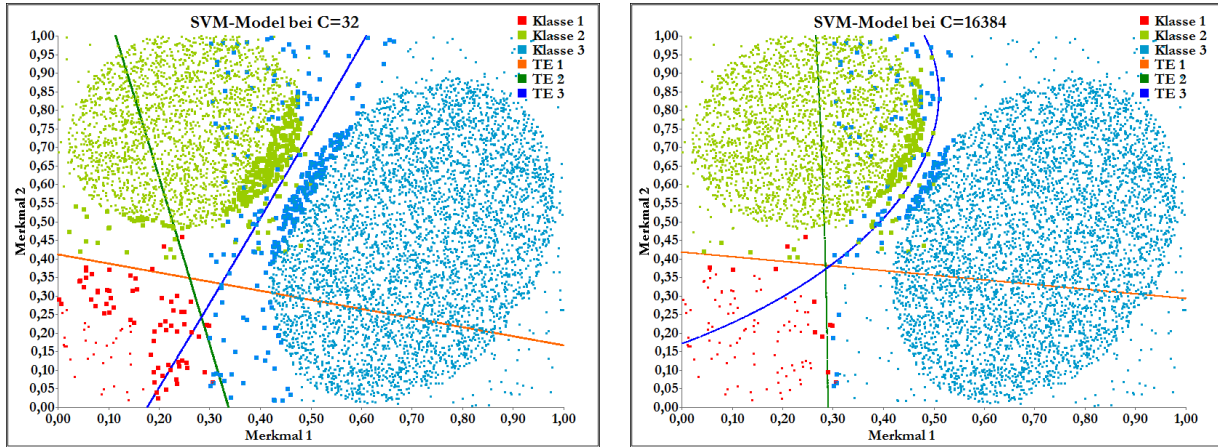 SVM-Model bei C=32
Klasse 1
Klasse 2
Klasse 3
TE 1
TE 2
TE 3
Merkmal 2
1,00
0,95
0,90
0,85
0,80
0,75
0,70
0,65
0,60
0,55
0,50
0,45
0,40
0,35
0,30
0,25
0,20
0,15
0,10
0,05
0,00
0,00 0,10 0,20 0,30 0,40 0,50 0,60 0,70 0,80 0,90 1,00
Merkmal 1
SVM-Model bei C=16384
Klasse 1
Klasse 2
Klasse 3
TE 1
TE 2
TE 3
Merkmal 2
1,00
0,95
0,90
0,85
0,80
0,75
0,70
0,65
0,60
0,55
0,50
0,45
0,40
0,35
0,30
0,25
0,20
0,15
0,10
0,05
0,00
0,00 0,10 0,20 0,30 0,40 0,50 0,60 0,70 0,80 0,90 1,00
Merkmal 1